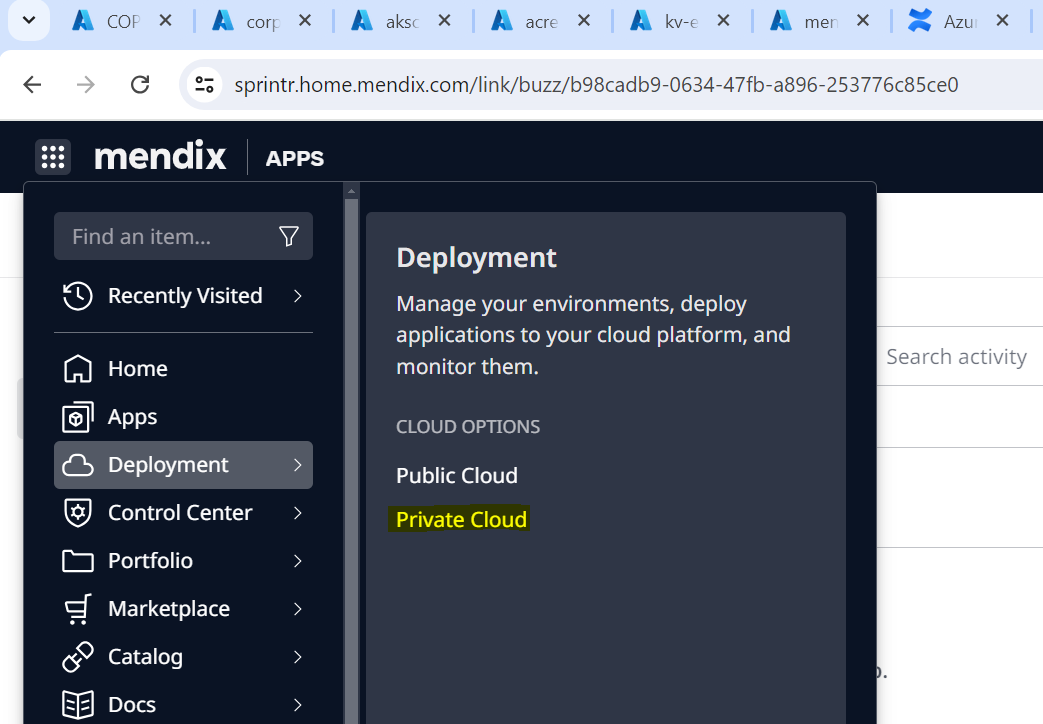 COP
corp
aksc
acre
kv-e
men
Azu
sprintr.home.mendix.com/link/buzz/b98cadb9-0634-47fb-a896-253776c85ce0
mendix APPS
Find an item...
Recently Visited
Home
Apps
Deployment
Control Center
Portfolio
Marketplace
Catalog
Docs
Deployment
Manage your environments, deploy
applications to your cloud platform, and
monitor them.
CLOUD OPTIONS
Public Cloud
Private Cloud
Search activity